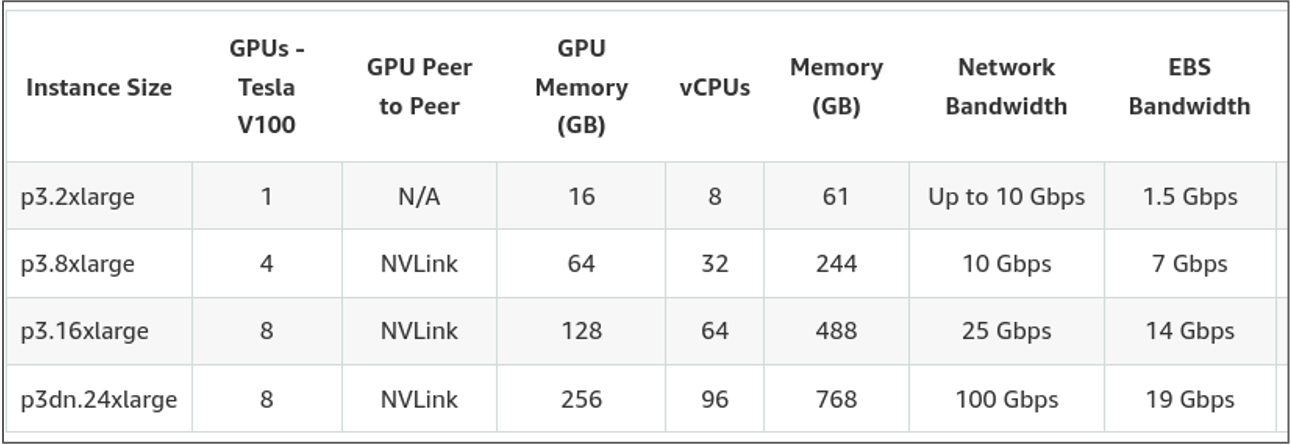 Instance Size GPUs - Tesla V100 GPU Peer to Peer GPU Memory (GB) vCPUs Memory (GB) Network Bandwidth EBS Bandwidth
p3.2xlarge 1 N/A 16 8 61 Up to 10 Gbps 1.5 Gbps
p3.8xlarge 4 NVLink 64 32 244 10 Gbps 7 Gbps
p3.16xlarge 8 NVLink 128 64 488 25 Gbps 14 Gbps
p3dn.24xlarge 8 NVLink 256 96 768 100 Gbps 19 Gbps